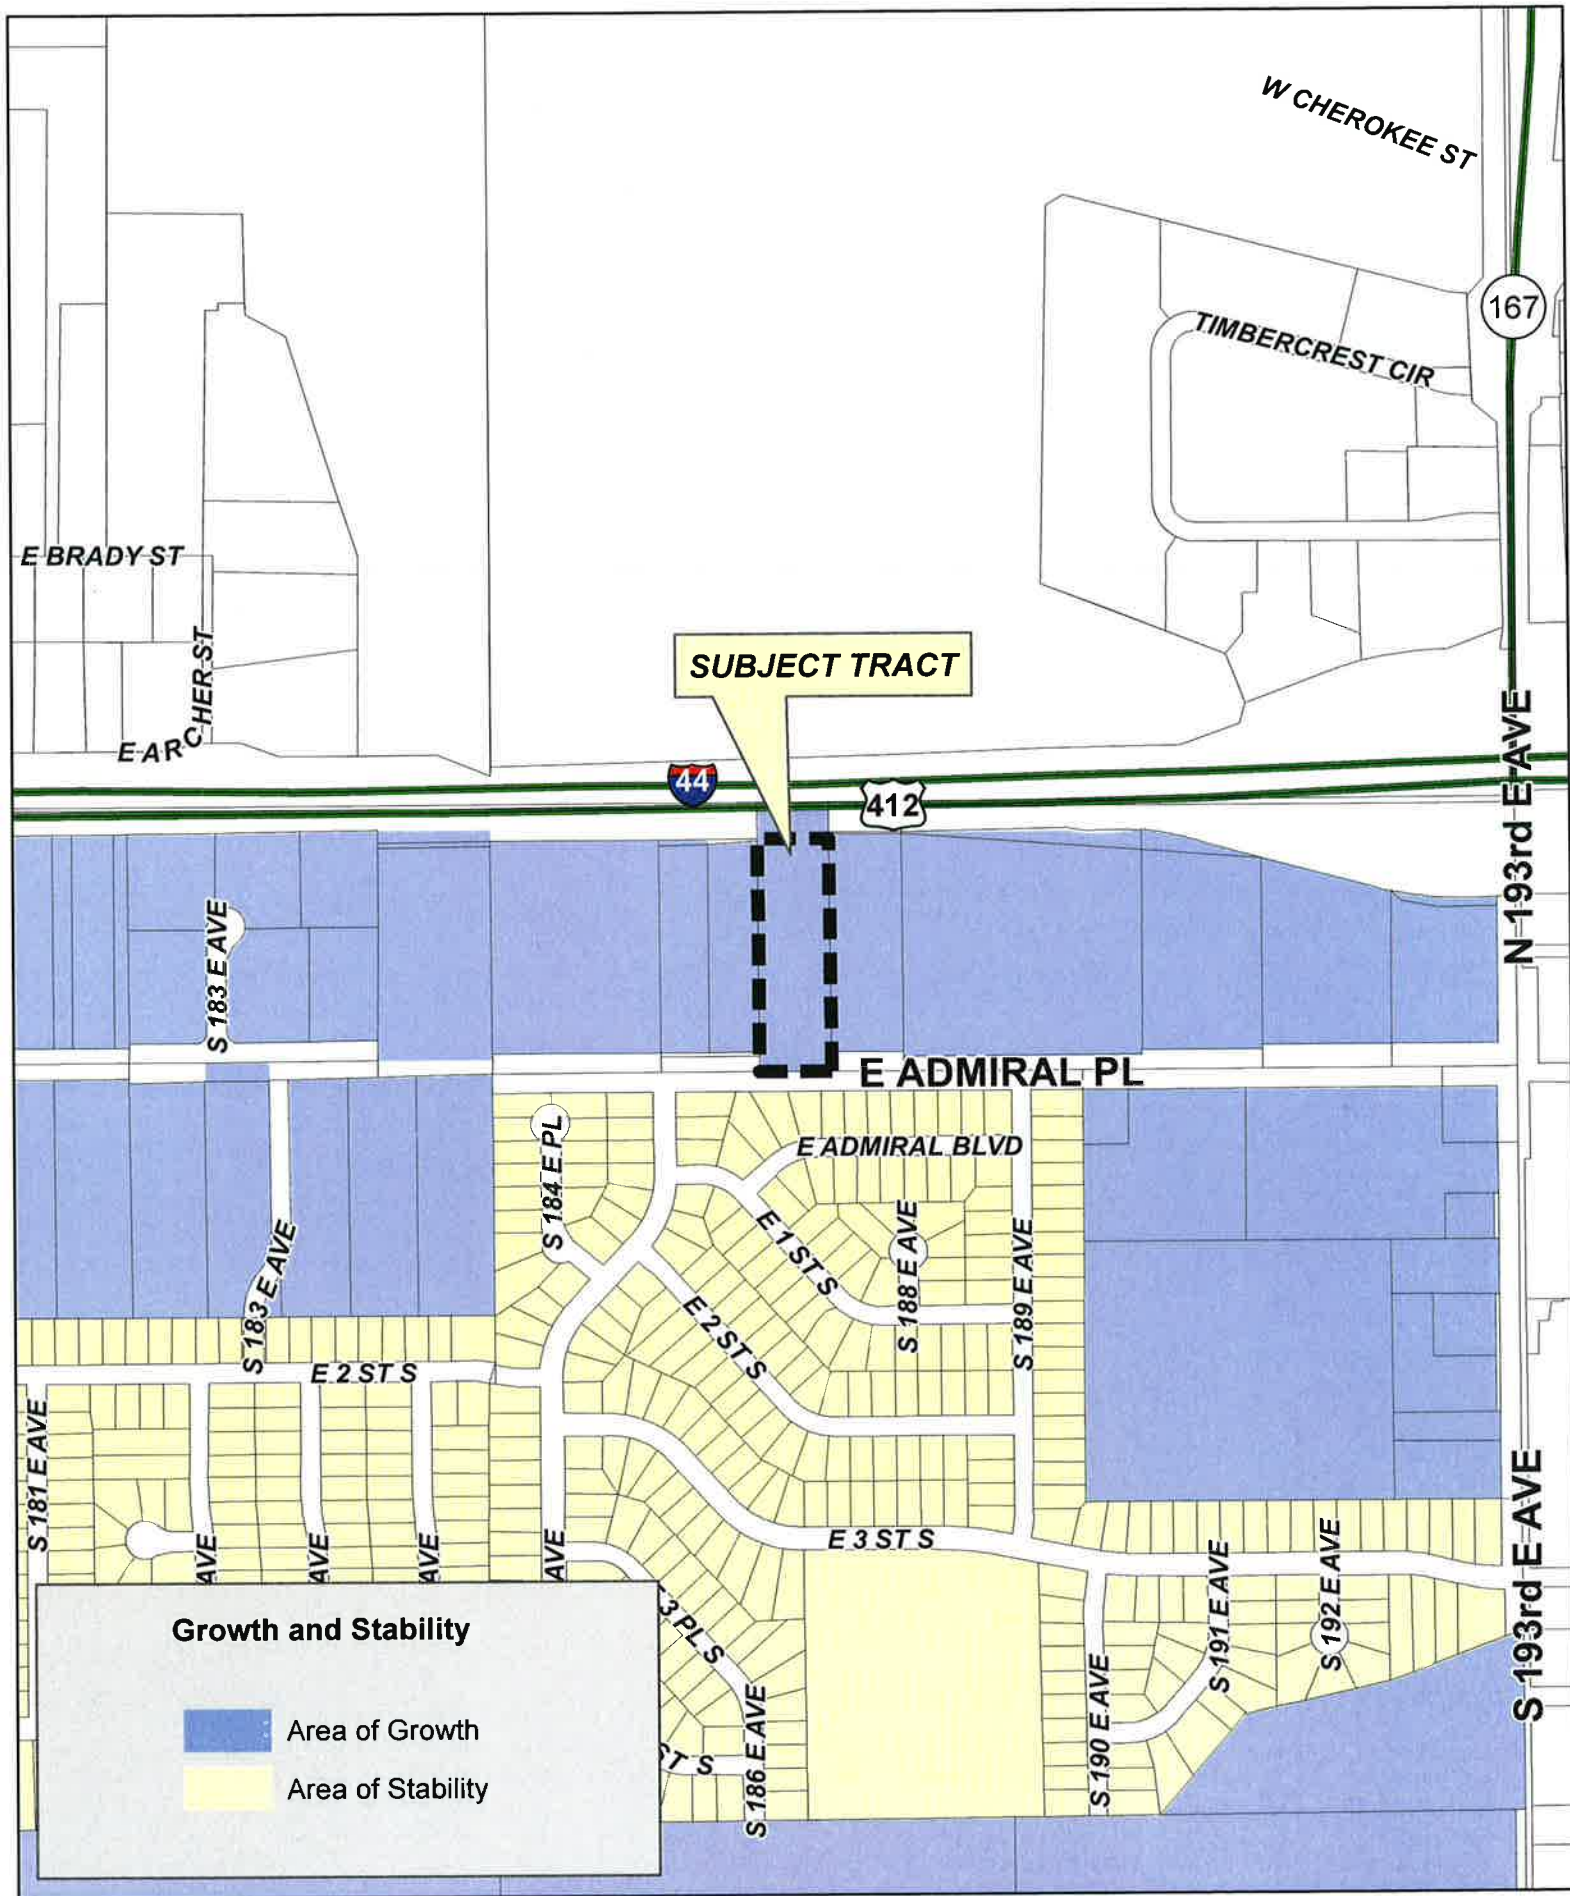 W CHEROKEE ST
167
TIMBERCREST CIR
E BRADY ST
E ARCHER ST
SUBJECT TRACT
44
412
N 193rd E AVE
S 183 E AVE
E ADMIRAL PL
E ADMIRAL BLVD
S 184 E PL
E 1 ST S
S 188 E AVE
S 189 E AVE
S 183 E AVE
E 2 ST S
E 2 ST S
S 181 E AVE
AVE
AVE
AVE
AVE
E 3 ST S
S 191 E AVE
S 192 E AVE
S 193rd E AVE
3 PL S
ST S
S 186 E AVE
S 190 E AVE
Growth and Stability
Area of Growth
Area of Stability